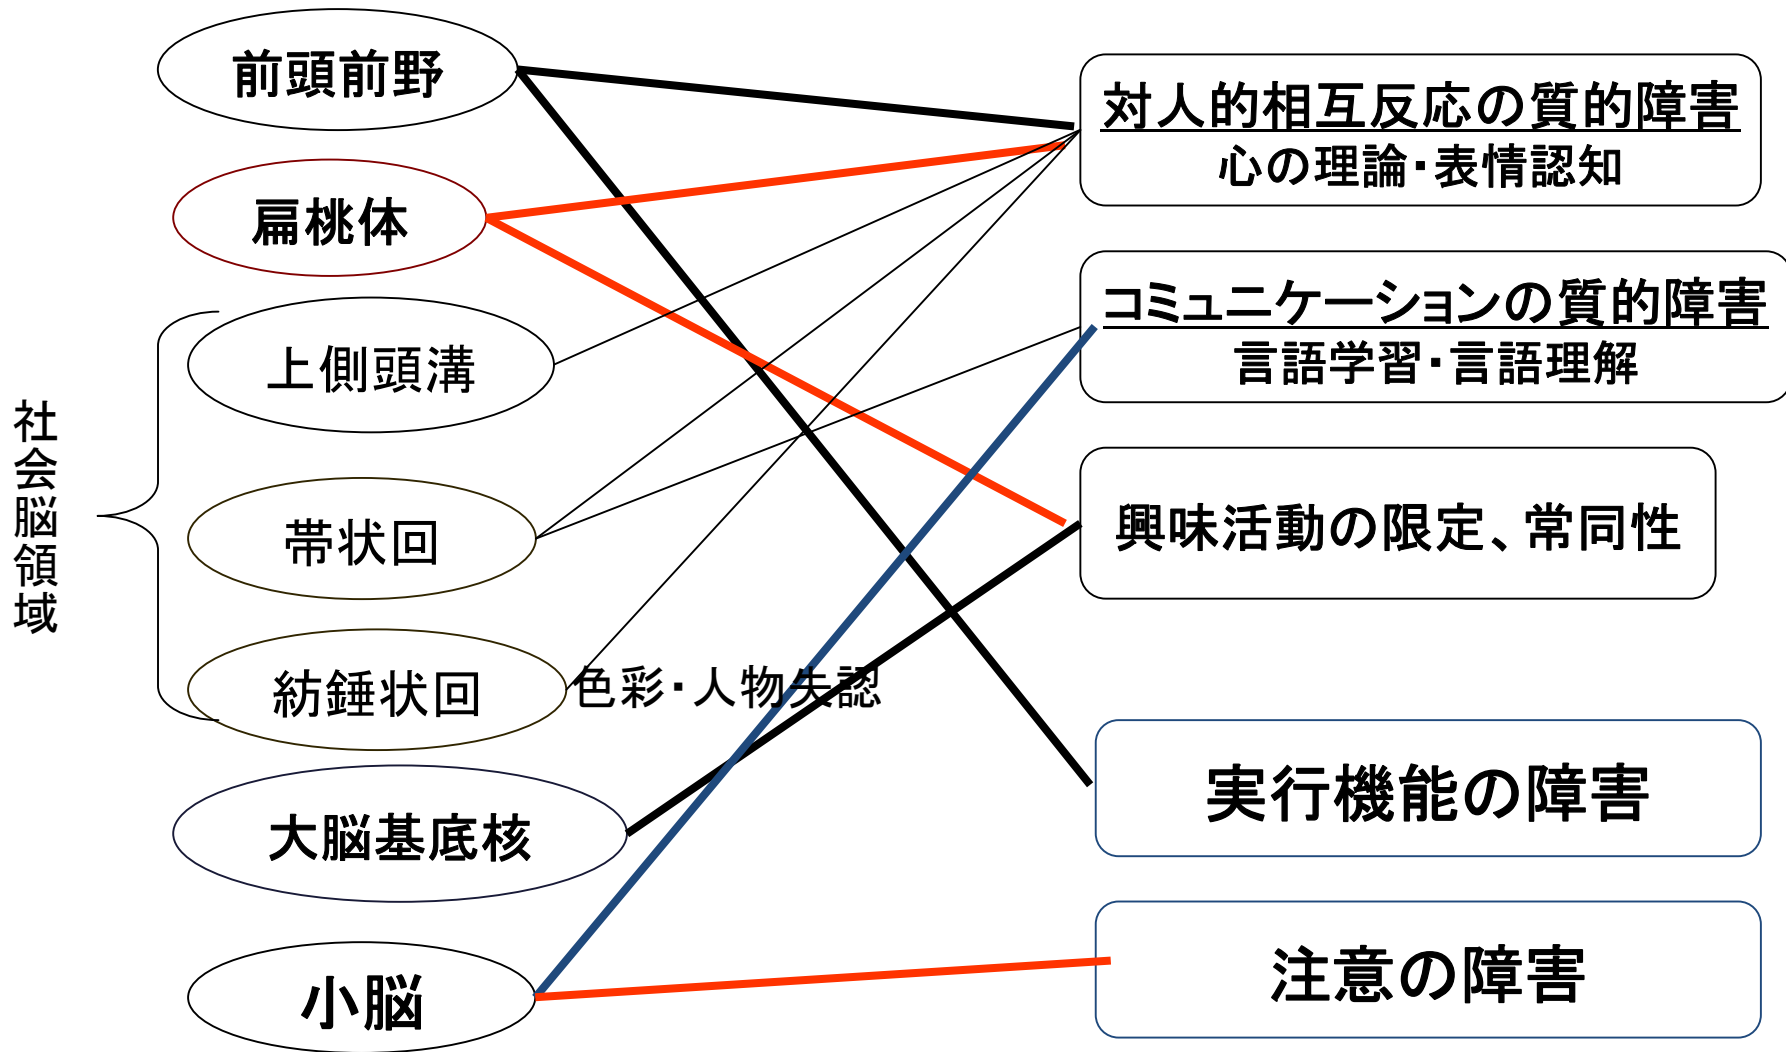 前頭前野
扁桃体
社会脳領域
上側頭溝
帯状回
紡錘状回
色彩・人物失認
大脳基底核
小脳
対人的相互反応の質的障害
心の理論・表情認知
コミュニケーションの質的障害
言語学習・言語理解
興味活動の限定、常同性
実行機能の障害
注意の障害